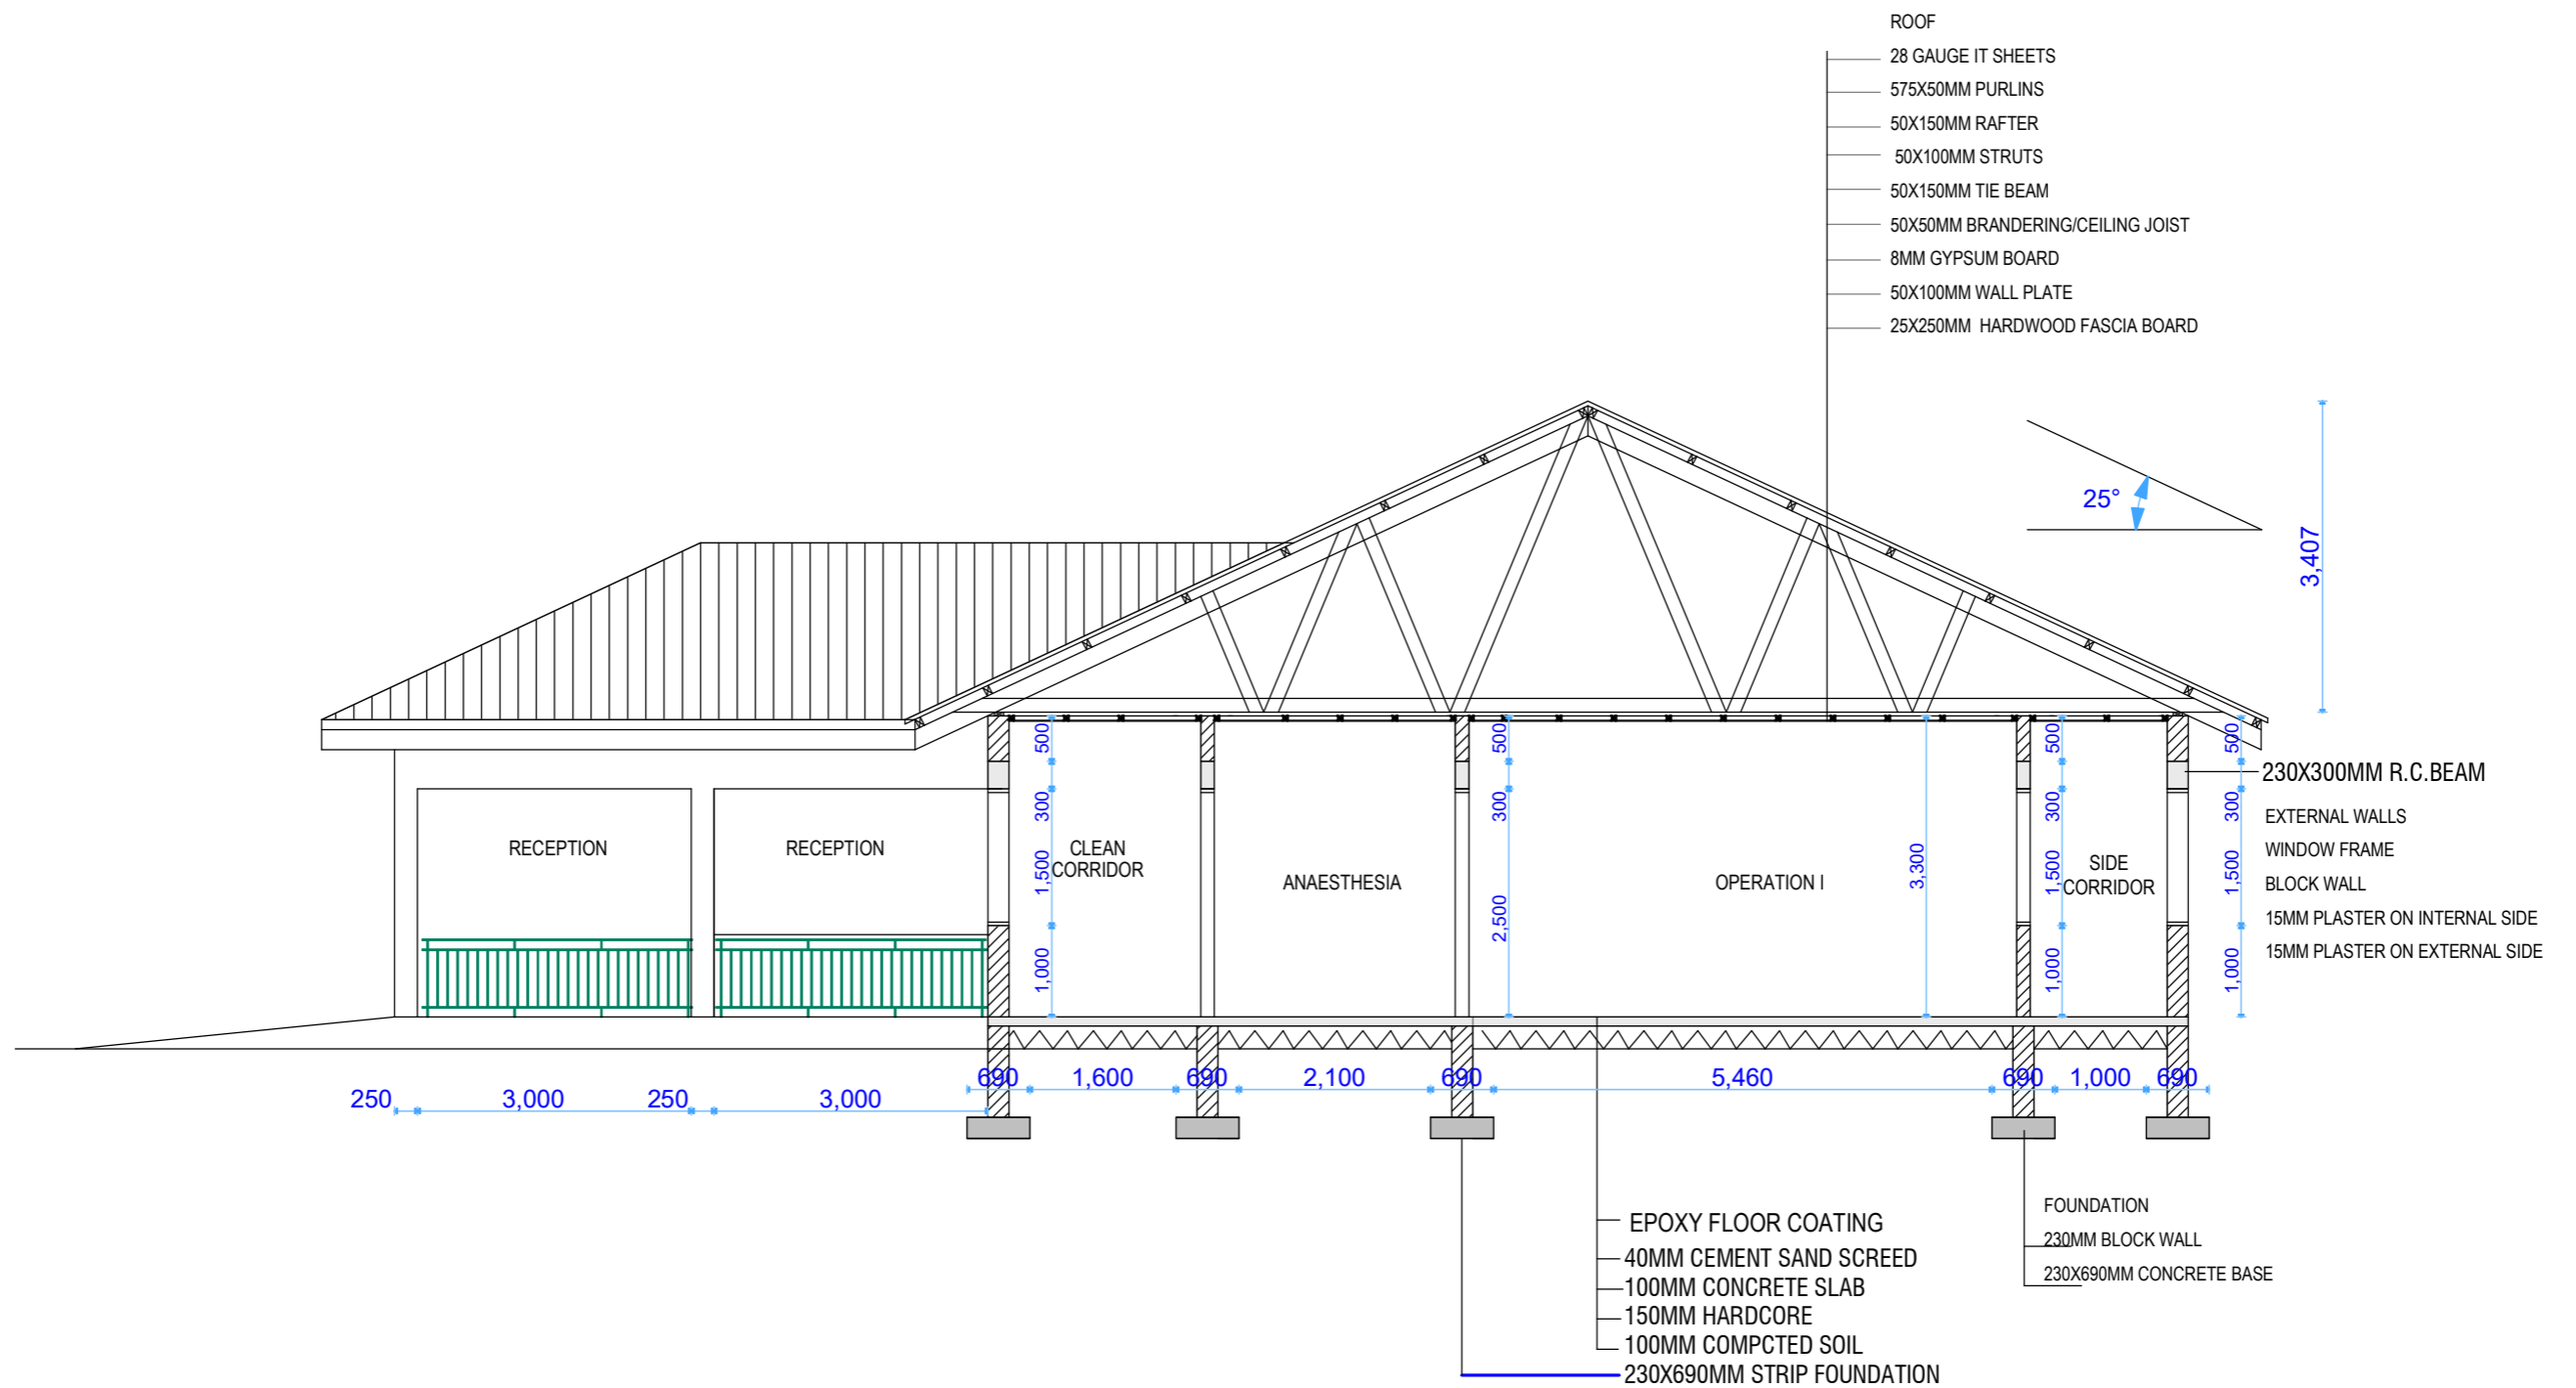 ROOF
28 GAUGE IT SHEETS
575X50MM PURLINS
50X150MM RAFTER
50X100MM STRUTS
50X150MM TIE BEAM
50X50MM BRANDERING/CEILING JOIST
8MM GYPSUM BOARD
50X100MM WALL PLATE
25X250MM HARDWOOD FASCIA BOARD
25°
3,407
500
500
500
500
230X300MM R.C.BEAM
300
300
300
300
EXTERNAL WALLS
WINDOW FRAME
BLOCK WALL
15MM PLASTER ON INTERNAL SIDE
15MM PLASTER ON EXTERNAL SIDE
RECEPTION
RECEPTION
CLEAN
CORRIDOR
ANAESTHESIA
OPERATION I
SIDE
CORRIDOR
1,500
2,500
3,300
1,500
1,500
1,000
1,000
1,000
690
1,600
690
2,100
690
5,460
690
1,000
690
250
3,000
250
3,000
EPOXY FLOOR COATING
40MM CEMENT SAND SCREED
100MM CONCRETE SLAB
150MM HARDCORE
100MM COMPCTED SOIL
230X690MM STRIP FOUNDATION
FOUNDATION
230MM BLOCK WALL
230X690MM CONCRETE BASE